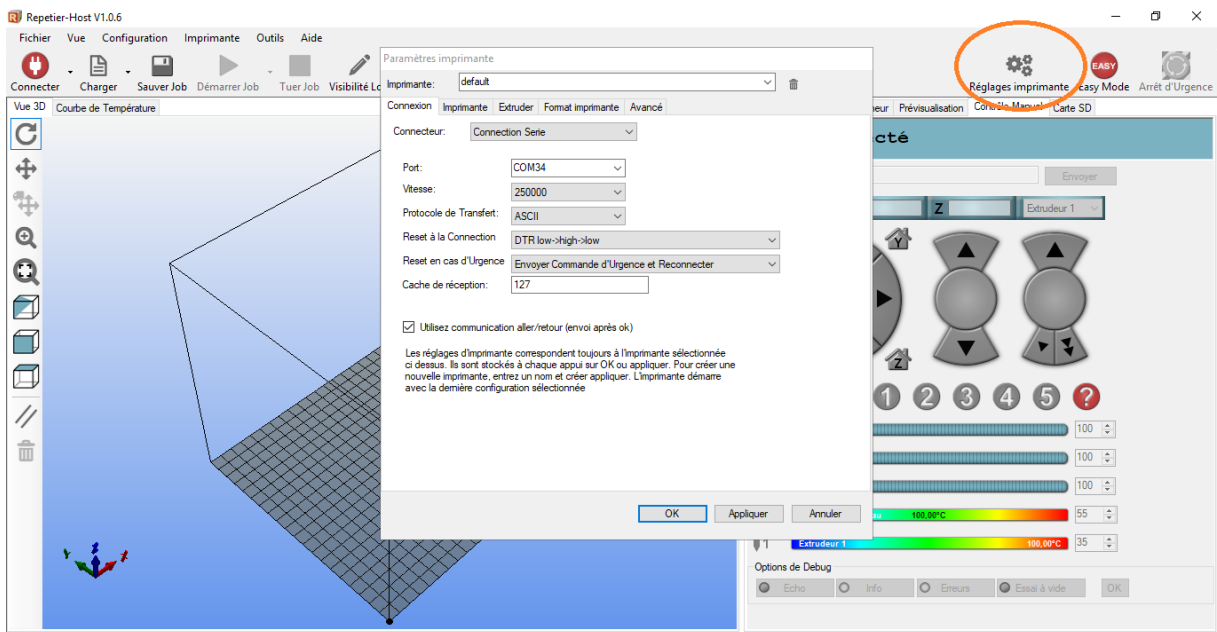 Repetier-Host V1.0.6
Fichier Vue Configuration Imprimante Outils Aide
Connecter Charger Sauver Job Démarrer Job Tuer Job Visibilité Réglages imprimante Easy Mode Arrêt d'Urgence
EASY
Vue 3D Courbe de Température
Prévisualisation Contrôle Manuel Carte SD
Paramètres imprimante
Imprimante: default
Connexion Imprimante Extruder Format imprimante Avancé
Connecteur: Connection Serie
Port: COM34
Vitesse: 250000
Protocole de Transfert: ASCII
Reset à la Connection DTR low->high->low
Reset en cas d'Urgence Envoyer Commande d'Urgence et Reconnecter
Cache de réception: 127
Utilisez communication aller/retour (envoi après ok)
Les réglages d'imprimante correspondent toujours à l'imprimante sélectionnée
ci dessus. Ils sont stockés à chaque appui sur OK ou appliquer. Pour créer une
nouvelle imprimante, entrez un nom et créer appliquer. L'imprimante démarre
avec la dernière configuration sélectionnée
OK Appliquer Annuler
cté
Envoyer
Z Extrudeur 1
Y
Z
1 2 3 4 5 ?
100
100
100
100,00°C 55
1 Extrudeur 1 100,00°C 35
Options de Debug
Echo Info Erreurs Essai à vide OK
Y Z X